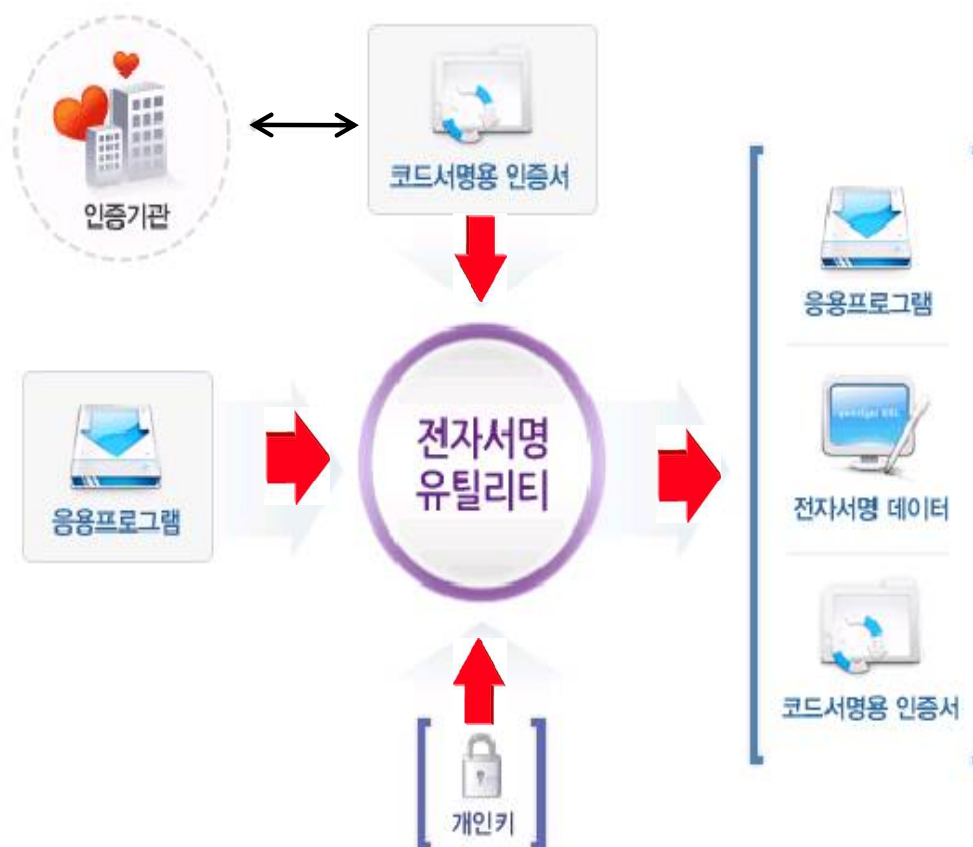 인증기관
코드서명용 인증서
응용프로그램
전자서명
유틸리티
개인키
응용프로그램
전자서명 데이터
코드서명용 인증서